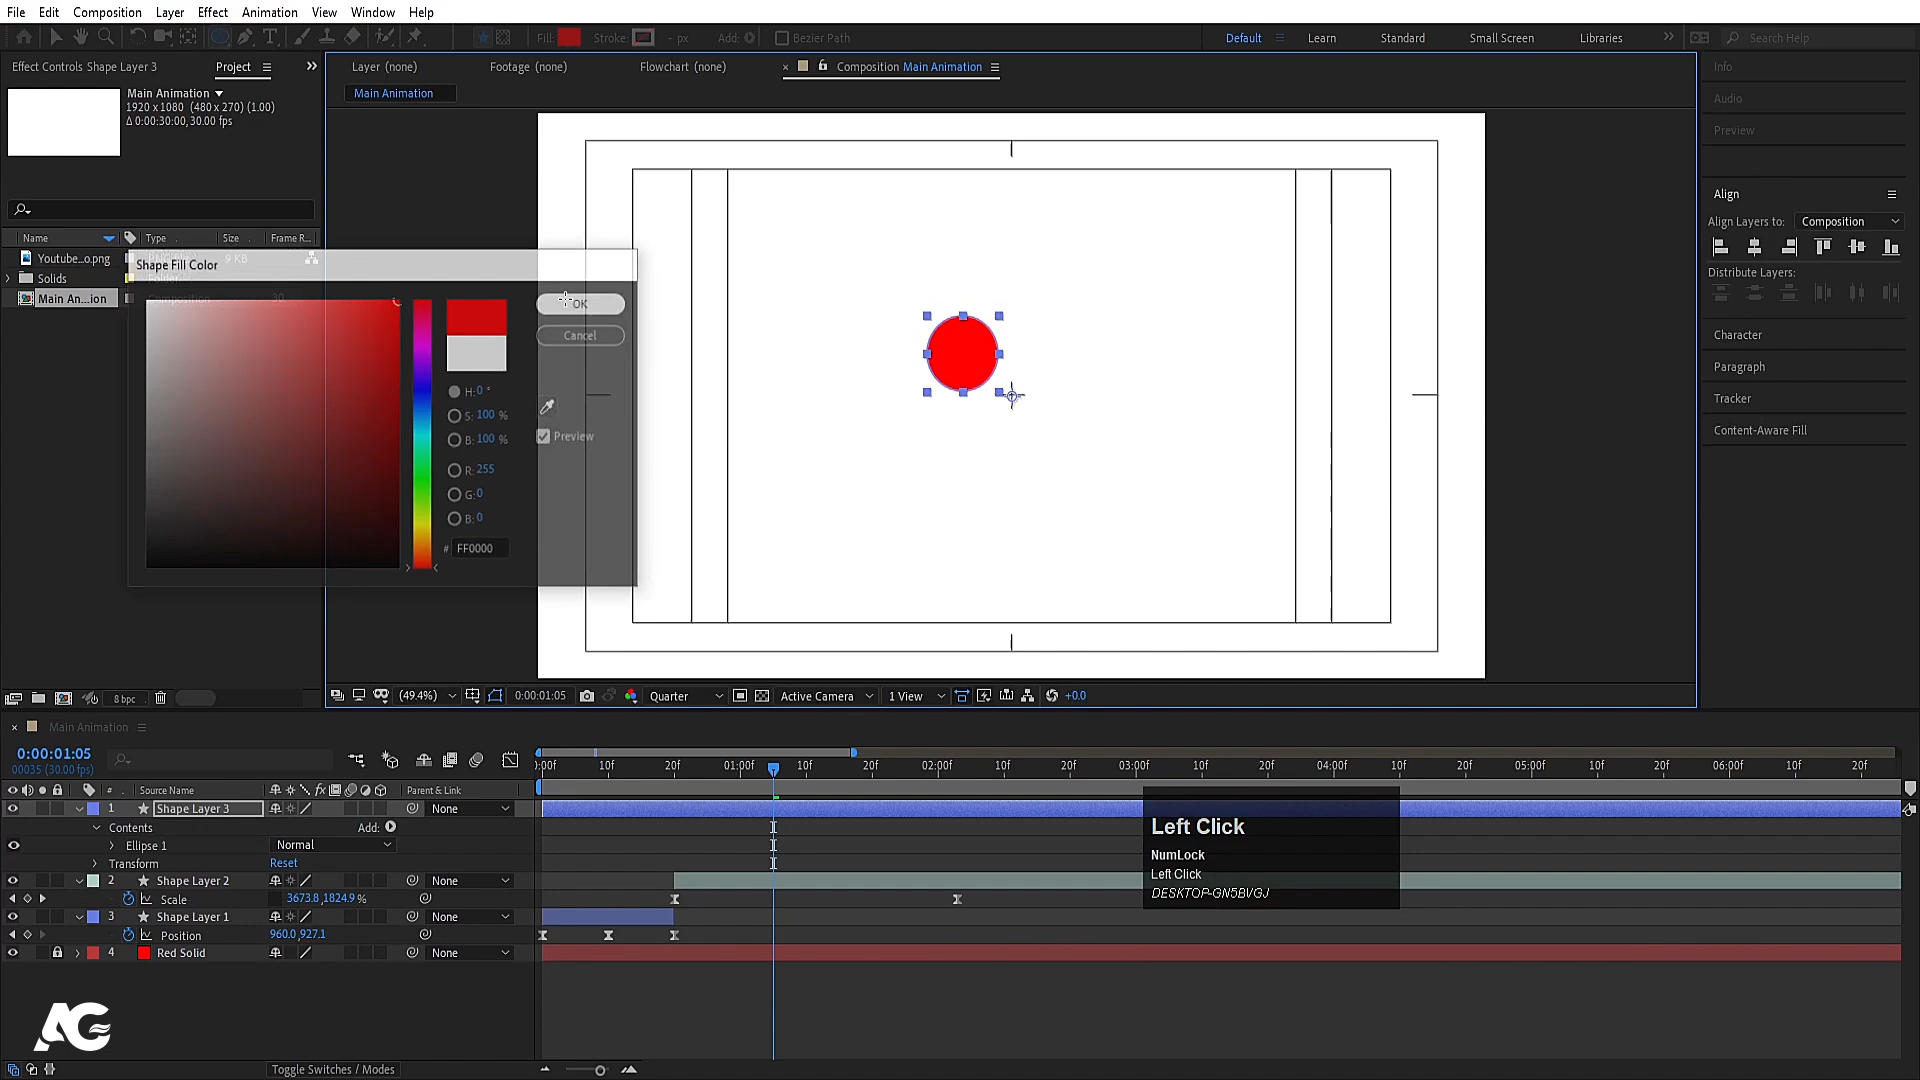 File Edit Composition Layer Effect Animation View Window Help
Fill: Stroke: - px Add: Bezier Path Default Learn Standard Small Screen Libraries Search Help
Effect Controls Shape Layer 3 Project
Layer (none) Footage (none) Flowchart (none) Composition Main Animation
Info
Main Animation
1920 x 1080 (480 x 270) (1.00)
Δ 0:00:30:00, 30.00 fps
Main Animation
Audio
Preview
Align
Align Layers to: Composition
Distribute Layers:
Name Type Size Frame R...
Youtube...o.png 9 KB
Solids Folder
Main An...ion Composition 30
Shape Fill Color
OK
Cancel
H: 0 °
S: 100 %
B: 100 %
Preview
R: 255
G: 0
B: 0
# FF0000
Character
Paragraph
Tracker
Content-Aware Fill
8 bpc
(49.4%) 0:00:01:05 Quarter Active Camera 1 View +0.0
Main Animation
0:00:01:05
00035 (30.00 fps)
):00f 10f 20f 01:00f 10f 20f 02:00f 10f 20f 03:00f 10f 20f 04:00f 10f 20f 05:00f 10f 20f 06:00f 10f 20f
# Source Name Parent & Link
1 Shape Layer 3 None
Contents Add:
Ellipse 1 Normal
Transform Reset
2 Shape Layer 2 None
Scale 3673.8,1824.9 %
3 Shape Layer 1 None
Position 960.0,927.1
4 Red Solid None
Left Click
NumLock
Left Click
DESKTOP-GN5BVGJ
AG
Toggle Switches / Modes